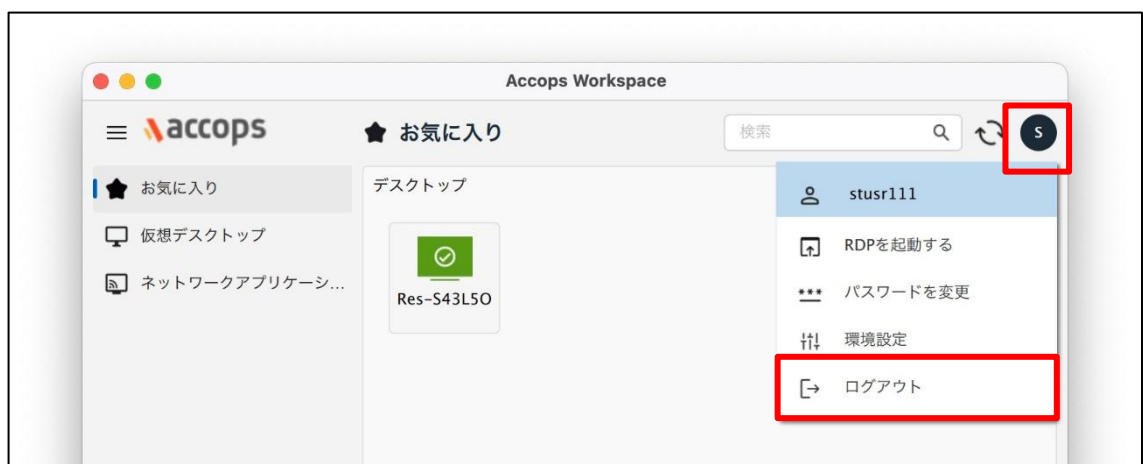 Accops Workspace
accops
お気に入り
検索
S
お気に入り
仮想デスクトップ
ネットワークアプリケーシ...
デスクトップ
Res-S43L5O
stusr111
RDPを起動する
パスワードを変更
環境設定
ログアウト